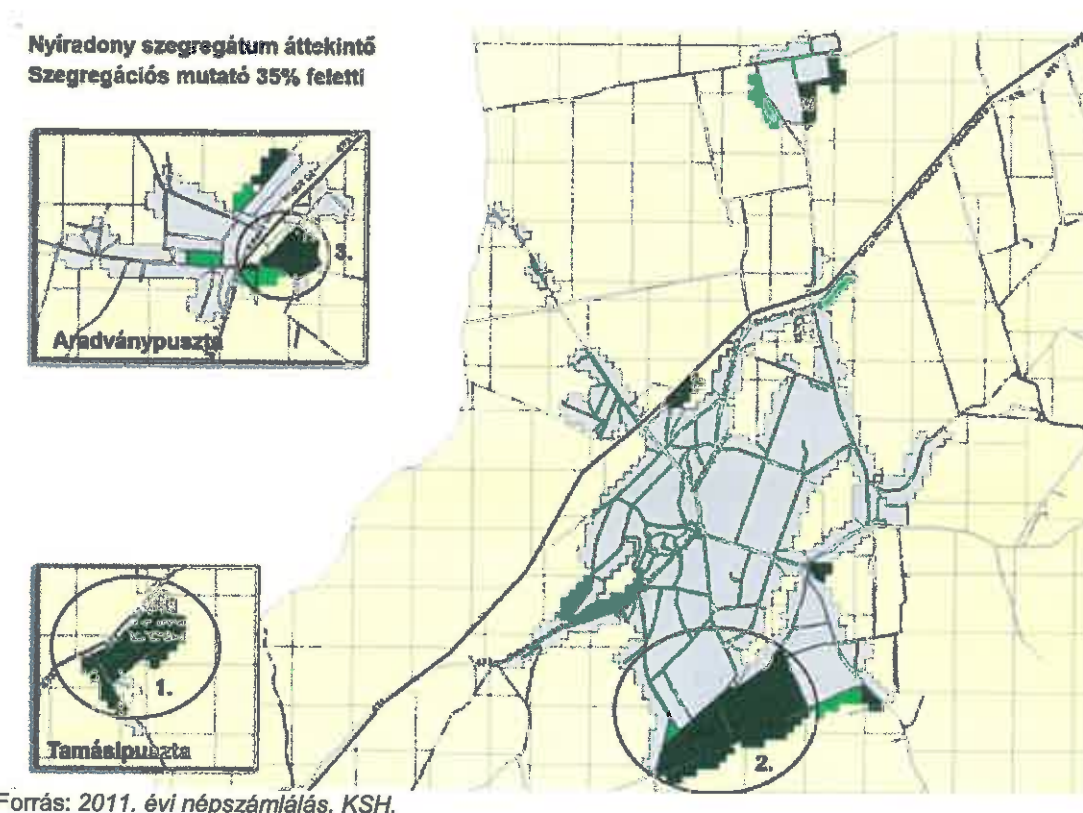 Nyíradony szegregátum áttekintő
Szegregációs mutató 35% feletti
3.
Aradványpuszta
1.
Tamásipuszta
2.
Forrás: 2011. évi népszámlálás, KSH.